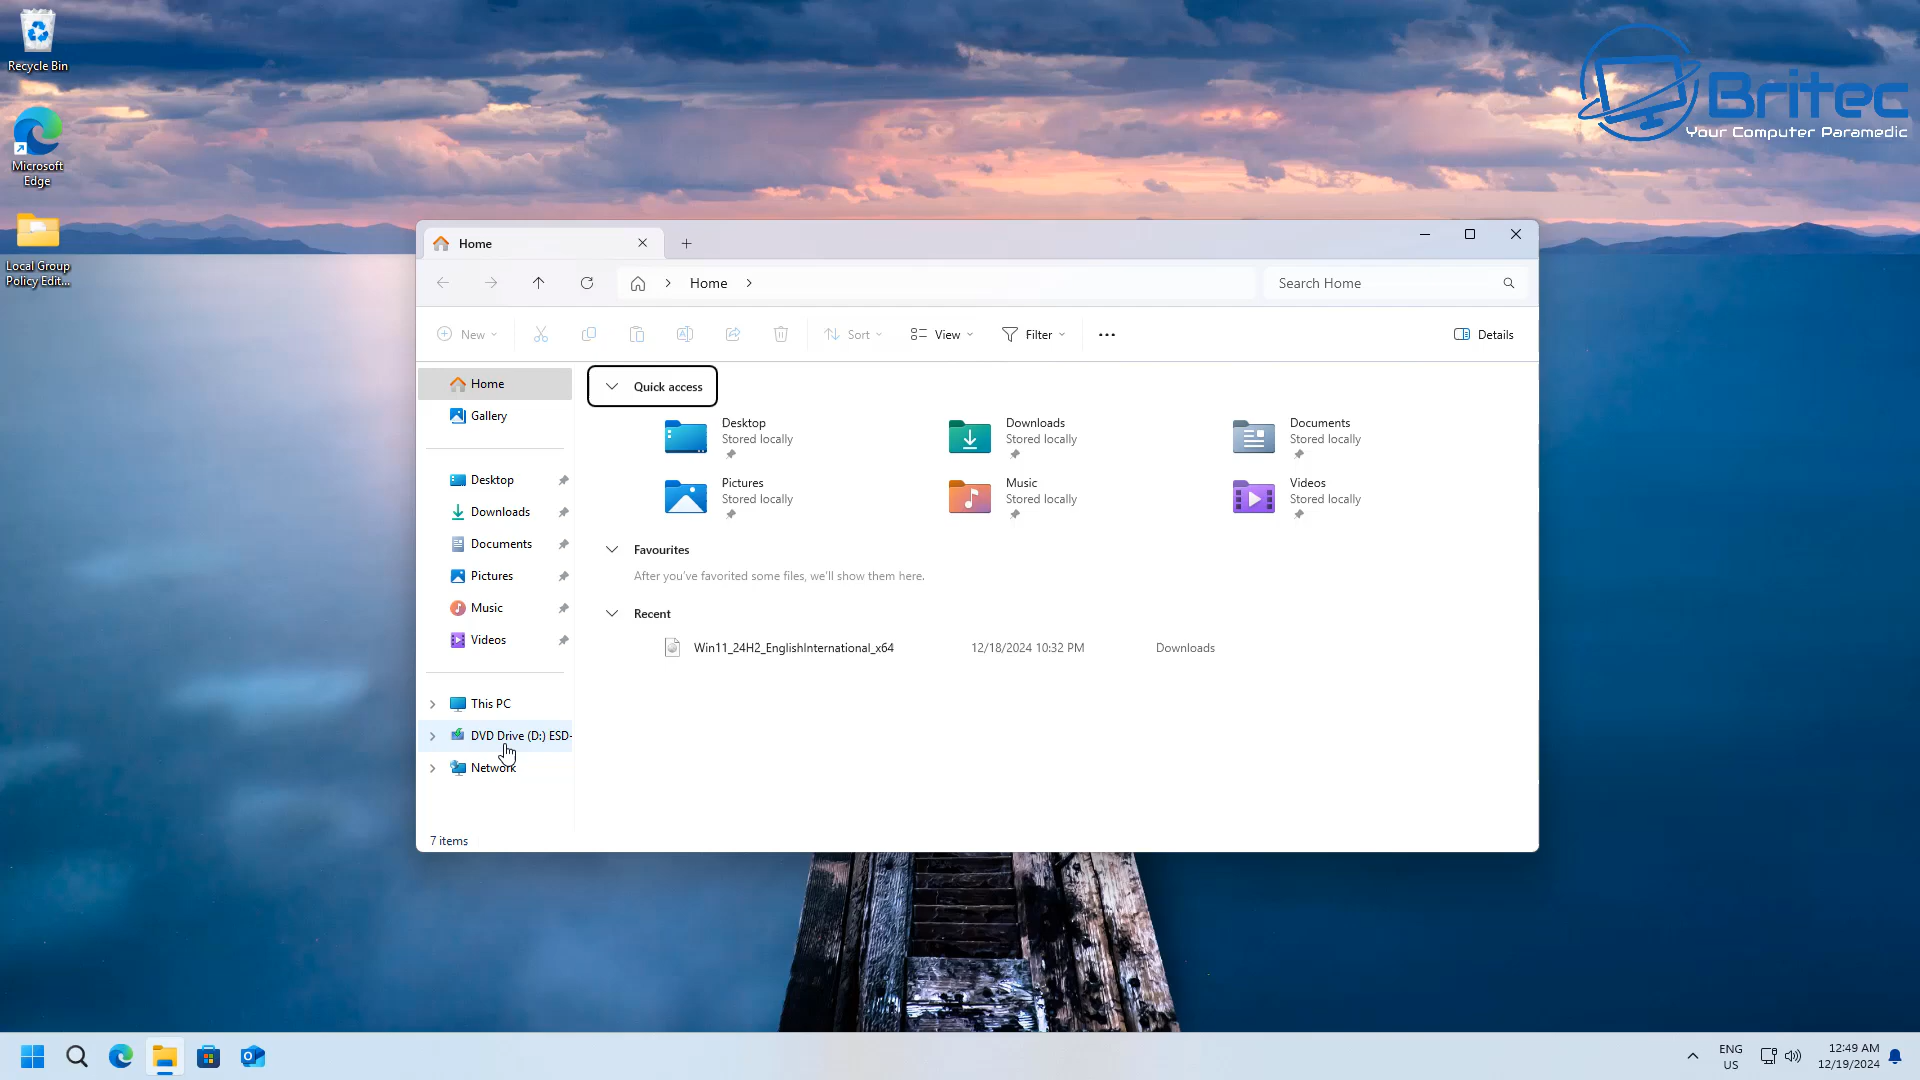 Recycle Bin
Microsoft
Edge
Local Group
Policy Edit...
Britec
Your Computer Paramedic
Home
Home
Search Home
New
Sort
View
Filter
Details
Home
Gallery
Desktop
Downloads
Documents
Pictures
Music
Videos
This PC
DVD Drive (D:) ESD-
Network
Quick access
Desktop
Stored locally
Downloads
Stored locally
Documents
Stored locally
Pictures
Stored locally
Music
Stored locally
Videos
Stored locally
Favourites
After you've favorited some files, we'll show them here.
Recent
Win11_24H2_EnglishInternational_x64 12/18/2024 10:32 PM Downloads
7 items
ENG
US
12:49 AM
12/19/2024